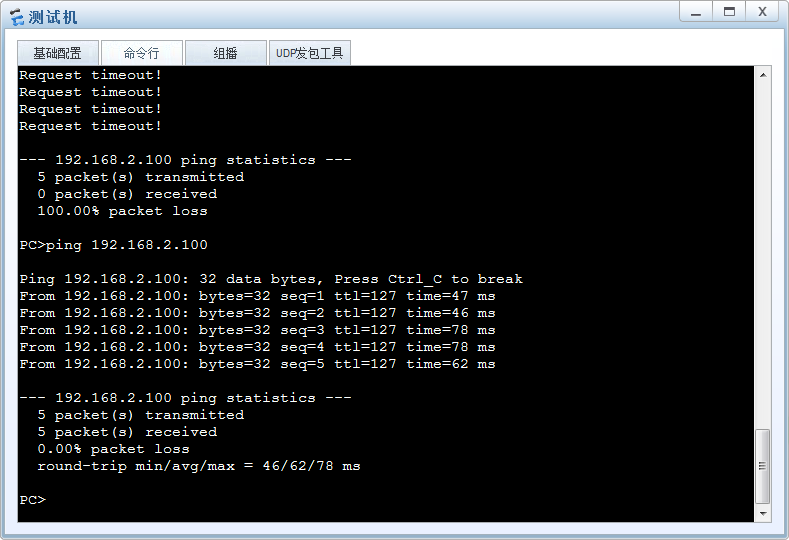 测试机
基础配置 命令行 组播 UDP发包工具
Request timeout!
Request timeout!
Request timeout!
Request timeout!
--- 192.168.2.100 ping statistics ---
5 packet(s) transmitted
0 packet(s) received
100.00% packet loss
PC>ping 192.168.2.100
Ping 192.168.2.100: 32 data bytes, Press Ctrl_C to break
From 192.168.2.100: bytes=32 seq=1 ttl=127 time=47 ms
From 192.168.2.100: bytes=32 seq=2 ttl=127 time=46 ms
From 192.168.2.100: bytes=32 seq=3 ttl=127 time=78 ms
From 192.168.2.100: bytes=32 seq=4 ttl=127 time=78 ms
From 192.168.2.100: bytes=32 seq=5 ttl=127 time=62 ms
--- 192.168.2.100 ping statistics ---
5 packet(s) transmitted
5 packet(s) received
0.00% packet loss
round-trip min/avg/max = 46/62/78 ms
PC>